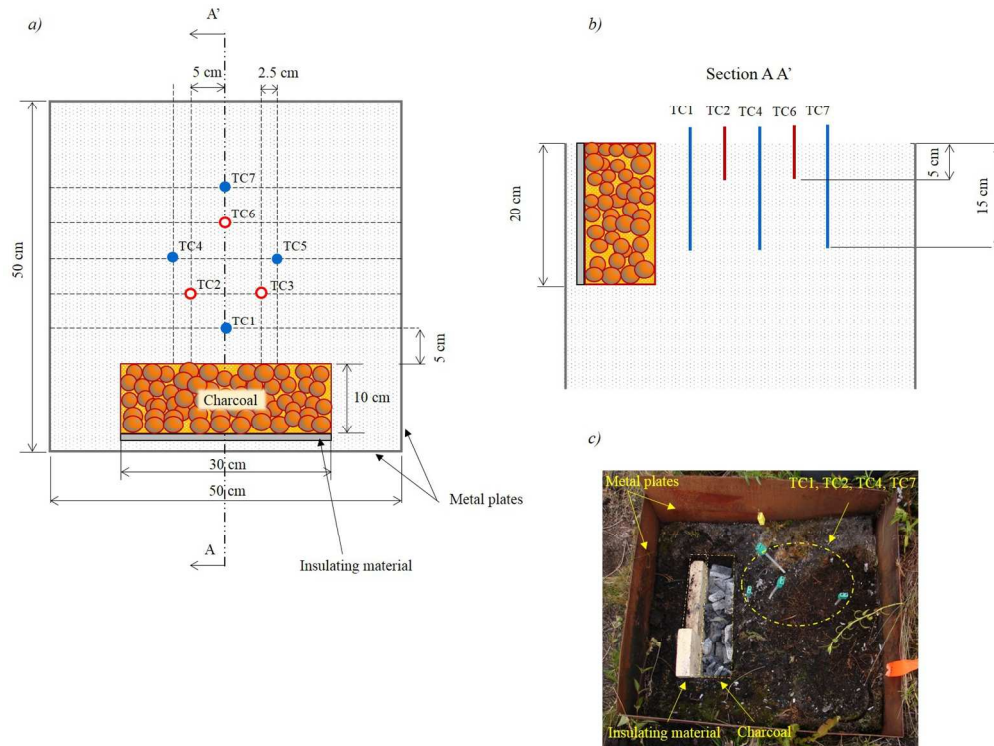 a)
A'
5 cm
2.5 cm
TC7
TC6
TC4
TC5
TC2
TC3
TC1
50 cm
5 cm
Charcoal
10 cm
30 cm
50 cm
Metal plates
A
Insulating material
b)
Section A A'
TC1
TC2
TC4
TC6
TC7
20 cm
5 cm
15 cm
c)
Metal plates
TC1, TC2, TC4, TC7
Insulating material
Charcoal